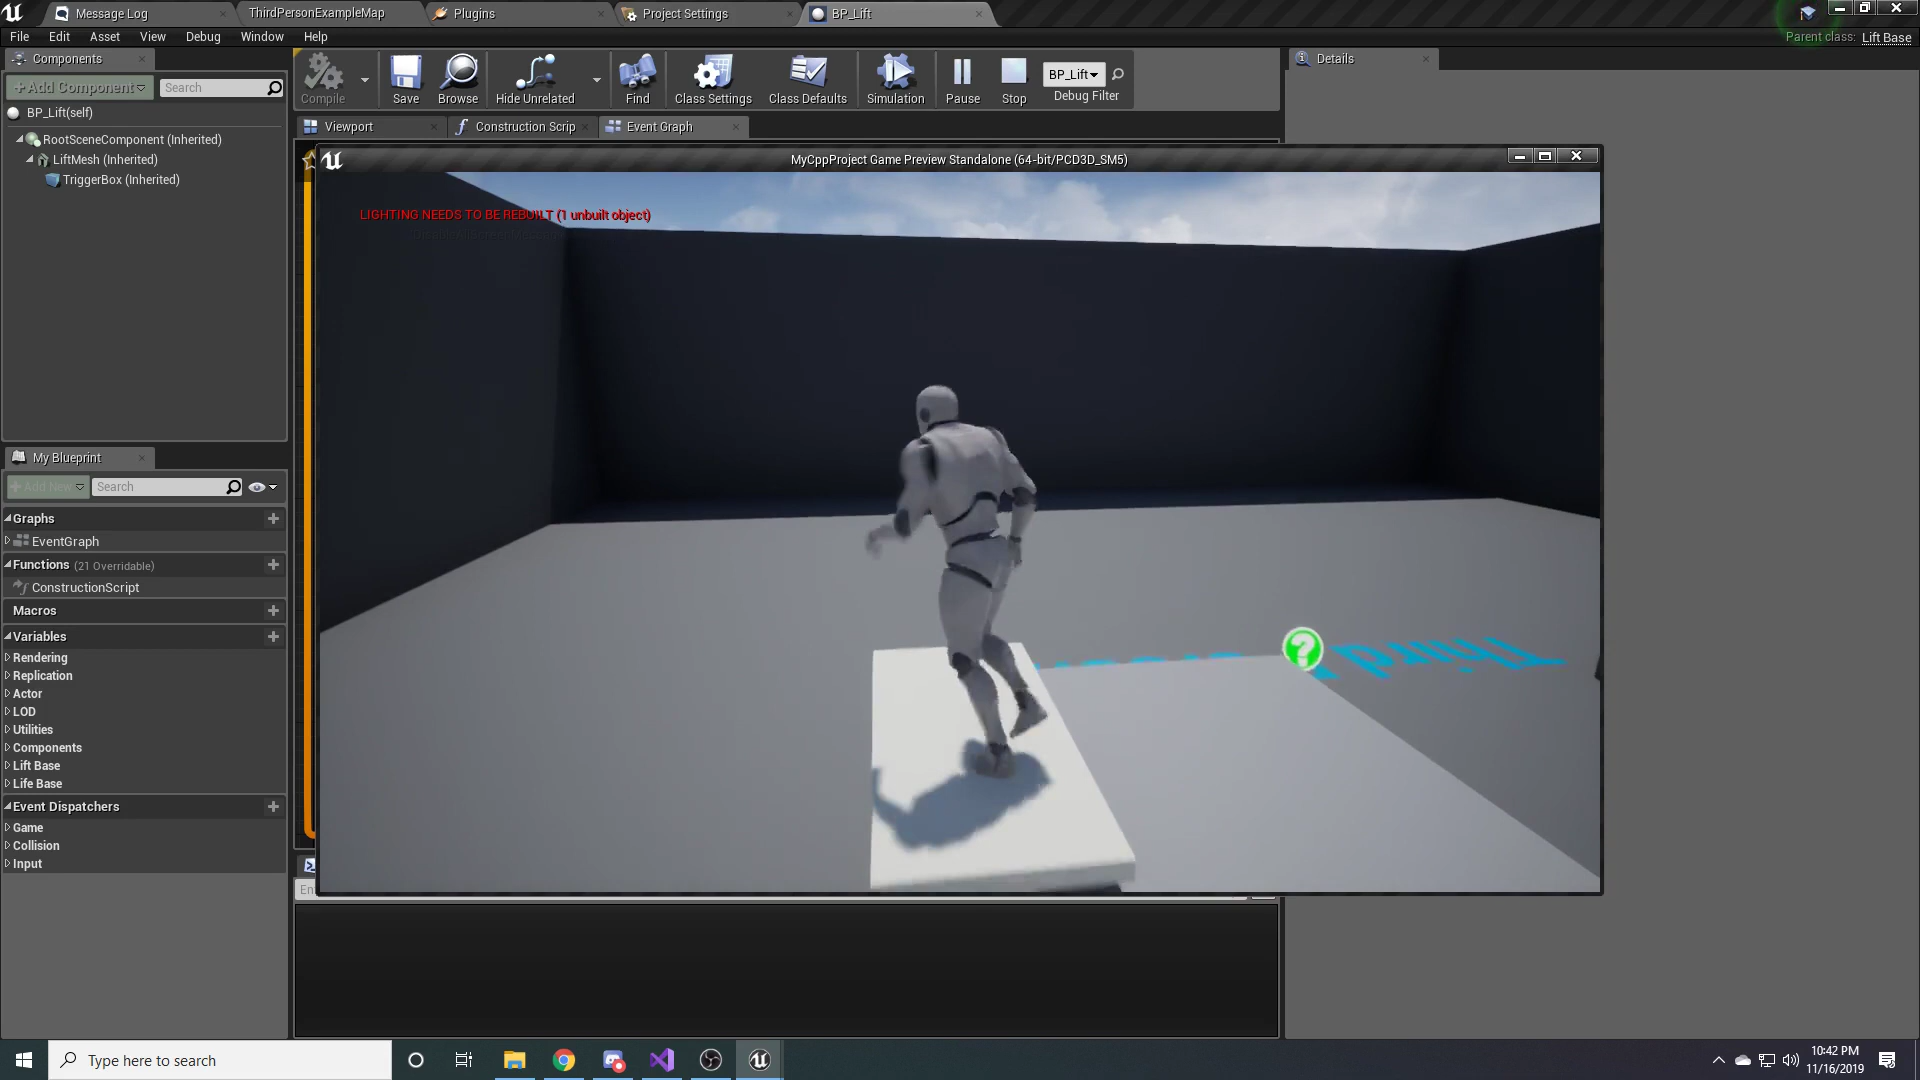 Message Log
ThirdPersonExampleMap
Plugins
Project Settings
BP_Lift
File
Edit
Asset
View
Debug
Window
Help
Parent class: Lift Base
Components
+Add Component
Search
BP_Lift(self)
RootSceneComponent (Inherited)
LiftMesh (Inherited)
TriggerBox (Inherited)
Compile
Save
Browse
Hide Unrelated
Find
Class Settings
Class Defaults
Simulation
Pause
Stop
BP_Lift
Debug Filter
Details
Viewport
Construction Scrip
Event Graph
MyCppProject Game Preview Standalone (64-bit/PCD3D_SM5)
LIGHTING NEEDS TO BE REBUILT (1 unbuilt object)
My Blueprint
+Add New
Search
Graphs
EventGraph
Functions (21 Overridable)
ConstructionScript
Macros
Variables
Rendering
Replication
Actor
LOD
Utilities
Components
Lift Base
Life Base
Event Dispatchers
Game
Collision
Input
Type here to search
10:42 PM
11/16/2019